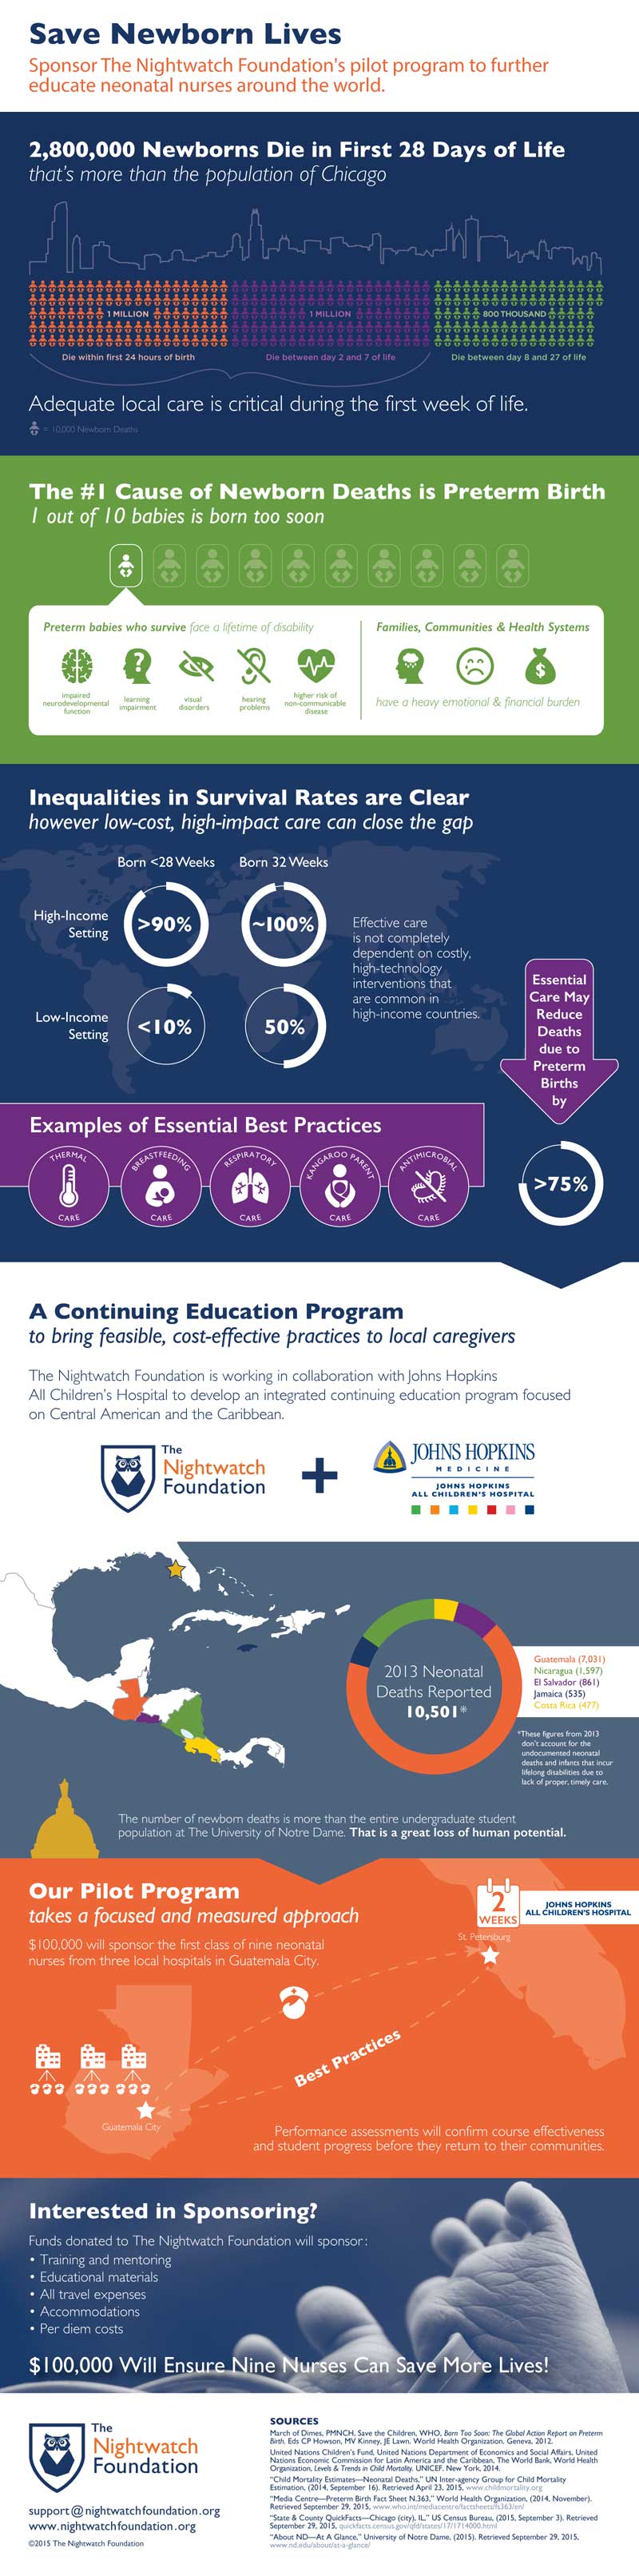 Save Newborn Lives
Sponsor The Nightwatch Foundation's pilot program to further
educate neonatal nurses around the world.
2,800,000 Newborns Die in First 28 Days of Life
that's more than the population of Chicago
1 MILLION
1 MILLION
800 THOUSAND
Die within first 24 hours of birth
Die between day 2 and 7 of life
Die between day 8 and 27 of life
Adequate local care is critical during the first week of life.
= 10,000 Newborn Deaths
The #1 Cause of Newborn Deaths is Preterm Birth
1 out of 10 babies is born too soon
Preterm babies who survive face a lifetime of disability
impaired
neurodevelopmental
function
learning
impairment
visual
disorders
hearing
problems
higher risk of
non-communicable
disease
Families, Communities & Health Systems
have a heavy emotional & financial burden
Inequalities in Survival Rates are Clear
however low-cost, high-impact care can close the gap
Born <28 Weeks
Born 32 Weeks
High-Income
Setting
>90%
~100%
Low-Income
Setting
<10%
50%
Effective care
is not completely
dependent on costly,
high-technology
interventions that
are common in
high-income countries.
Essential
Care May
Reduce
Deaths
due to
Preterm
Births
by
>75%
Examples of Essential Best Practices
THERMAL
CARE
BREASTFEEDING
CARE
RESPIRATORY
CARE
KANGAROO PARENT
CARE
ANTIMICROBIAL
CARE
A Continuing Education Program
to bring feasible, cost-effective practices to local caregivers
The Nightwatch Foundation is working in collaboration with Johns Hopkins
All Children's Hospital to develop an integrated continuing education program focused
on Central American and the Caribbean.
The
Nightwatch
Foundation
+
JOHNS HOPKINS
MEDICINE
JOHNS HOPKINS
ALL CHILDREN'S HOSPITAL
2013 Neonatal
Deaths Reported
10,501*
Guatemala (7,031)
Nicaragua (1,597)
El Salvador (861)
Jamaica (535)
Costa Rica (477)
*These figures from 2013
don't account for the
undocumented neonatal
deaths and infants that incur
lifelong disabilities due to
lack of proper, timely care.
The number of newborn deaths is more than the entire undergraduate student
population at The University of Notre Dame. That is a great loss of human potential.
Our Pilot Program
takes a focused and measured approach
$100,000 will sponsor the first class of nine neonatal
nurses from three local hospitals in Guatemala City.
2
WEEKS
JOHNS HOPKINS
ALL CHILDREN'S HOSPITAL
St. Petersburg
Best Practices
Guatemala City
Performance assessments will confirm course effectiveness
and student progress before they return to their communities.
Interested in Sponsoring?
Funds donated to The Nightwatch Foundation will sponsor:
• Training and mentoring
• Educational materials
• All travel expenses
• Accommodations
• Per diem costs
$100,000 Will Ensure Nine Nurses Can Save More Lives!
The
Nightwatch
Foundation
support@nightwatchfoundation.org
www.nightwatchfoundation.org
©2015 The Nightwatch Foundation
SOURCES
March of Dimes, PMNCH, Save the Children, WHO. Born Too Soon: The Global Action Report on Preterm
Birth. Eds CP Howson, MV Kinney, JE Lawn. World Health Organization. Geneva, 2012.
United Nations Children's Fund, United Nations Department of Economics and Social Affairs, United
Nations Economic Commission for Latin America and the Caribbean, The World Bank, World Health
Organization, Levels & Trends in Child Mortality. UNICEF. New York, 2014.
"Child Mortality Estimates—Neonatal Deaths," UN Inter-agency Group for Child Mortality
Estimation, (2014, September 16). Retrieved April 23, 2015, www.childmortality.org
"Media Centre—Preterm Birth Fact Sheet N.363," World Health Organization, (2014, November).
Retrieved September 29, 2015, www.who.int/mediacentre/factsheets/fs363/en/
"State & County QuickFacts—Chicago (city), IL," US Census Bureau, (2015, September 3). Retrieved
September 29, 2015, quickfacts.census.gov/qfd/states/17/1714000.html
"About ND—At A Glance," University of Notre Dame, (2015). Retrieved September 29, 2015,
www.nd.edu/about/at-a-glance/